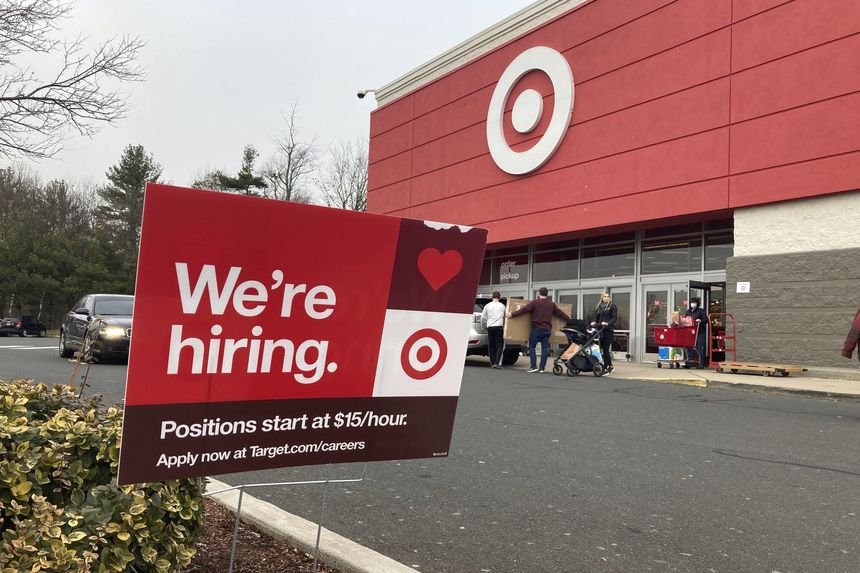 We're
hiring.
Positions start at $15/hour.
Apply now at Target.com/careers
order
pickup